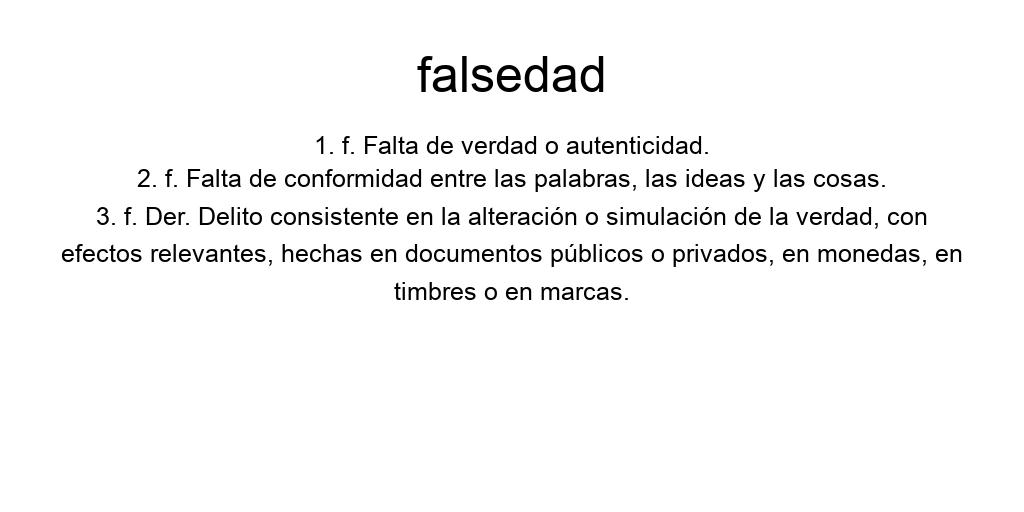 falsedad
1. f. Falta de verdad o autenticidad.
2. f. Falta de conformidad entre las palabras, las ideas y las cosas.
3. f. Der. Delito consistente en la alteración o simulación de la verdad, con
efectos relevantes, hechas en documentos públicos o privados, en monedas, en
timbres o en marcas.